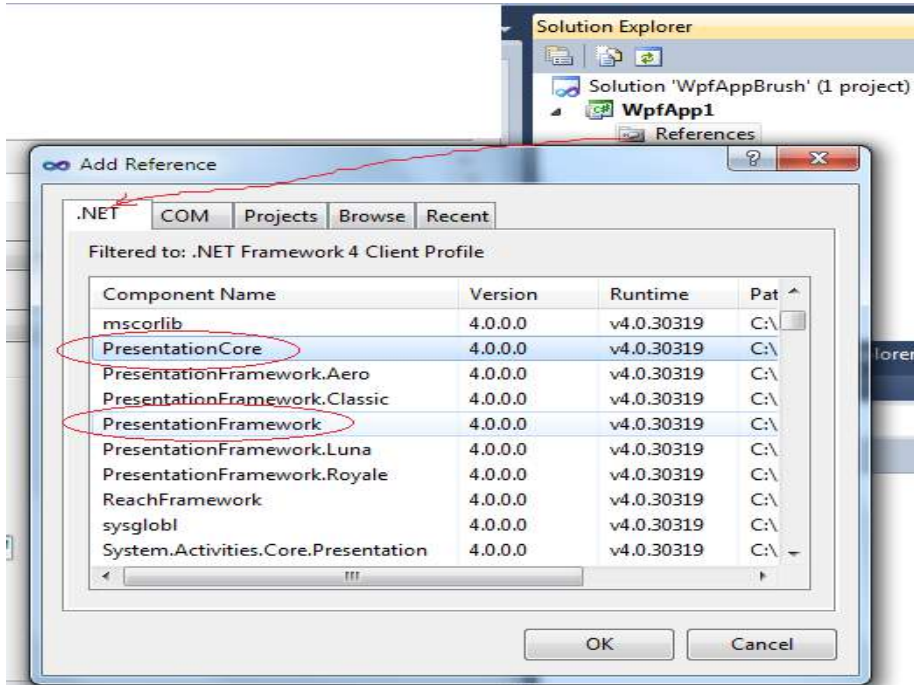 Solution Explorer
Solution 'WpfAppBrush' (1 project)
WpfApp1
References
Add Reference
.NET COM Projects Browse Recent
Filtered to: .NET Framework 4 Client Profile
Component Name Version Runtime Pat
mscorlib 4.0.0.0 v4.0.30319 C:\
PresentationCore 4.0.0.0 v4.0.30319 C:\
PresentationFramework.Aero 4.0.0.0 v4.0.30319 C:\
PresentationFramework.Classic 4.0.0.0 v4.0.30319 C:\
PresentationFramework 4.0.0.0 v4.0.30319 C:\
PresentationFramework.Luna 4.0.0.0 v4.0.30319 C:\
PresentationFramework.Royale 4.0.0.0 v4.0.30319 C:\
ReachFramework 4.0.0.0 v4.0.30319 C:\
sysglobl 4.0.0.0 v4.0.30319 C:\
System.Activities.Core.Presentation 4.0.0.0 v4.0.30319 C:\
OK Cancel
lorer